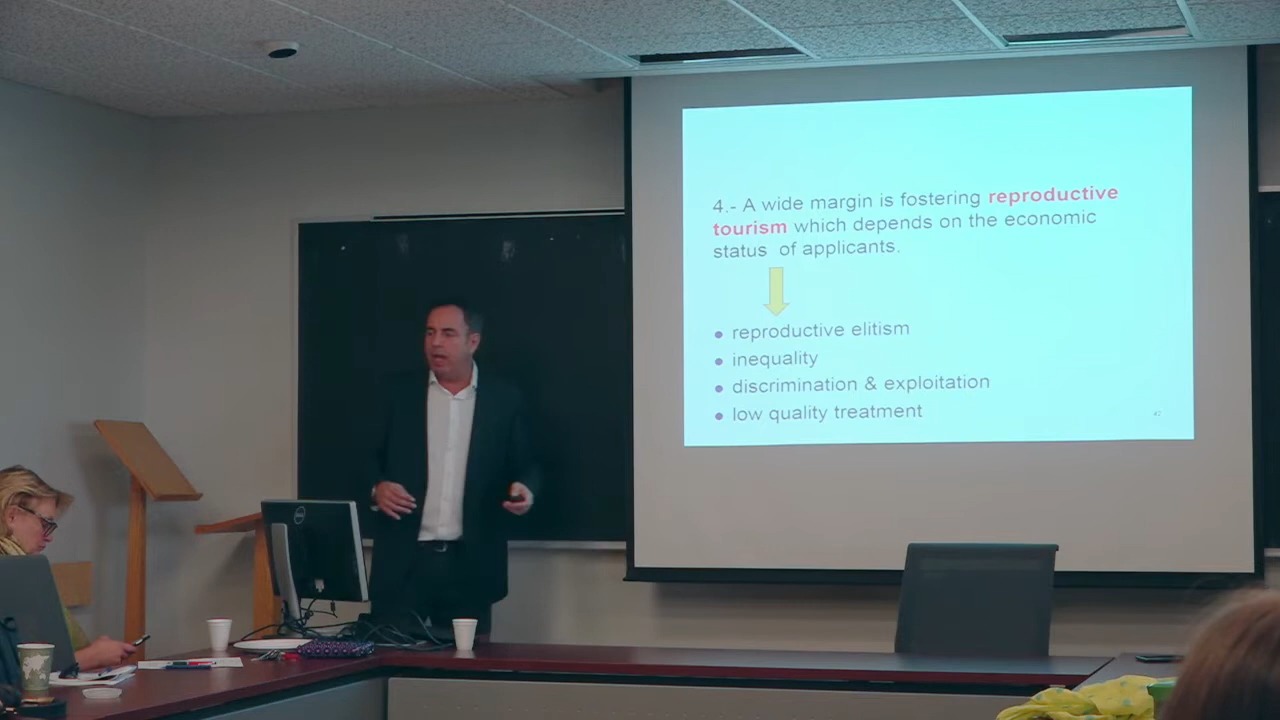 4.- A wide margin is fostering reproductive
tourism which depends on the economic
status of applicants.
reproductive elitism
inequality
discrimination & exploitation
low quality treatment